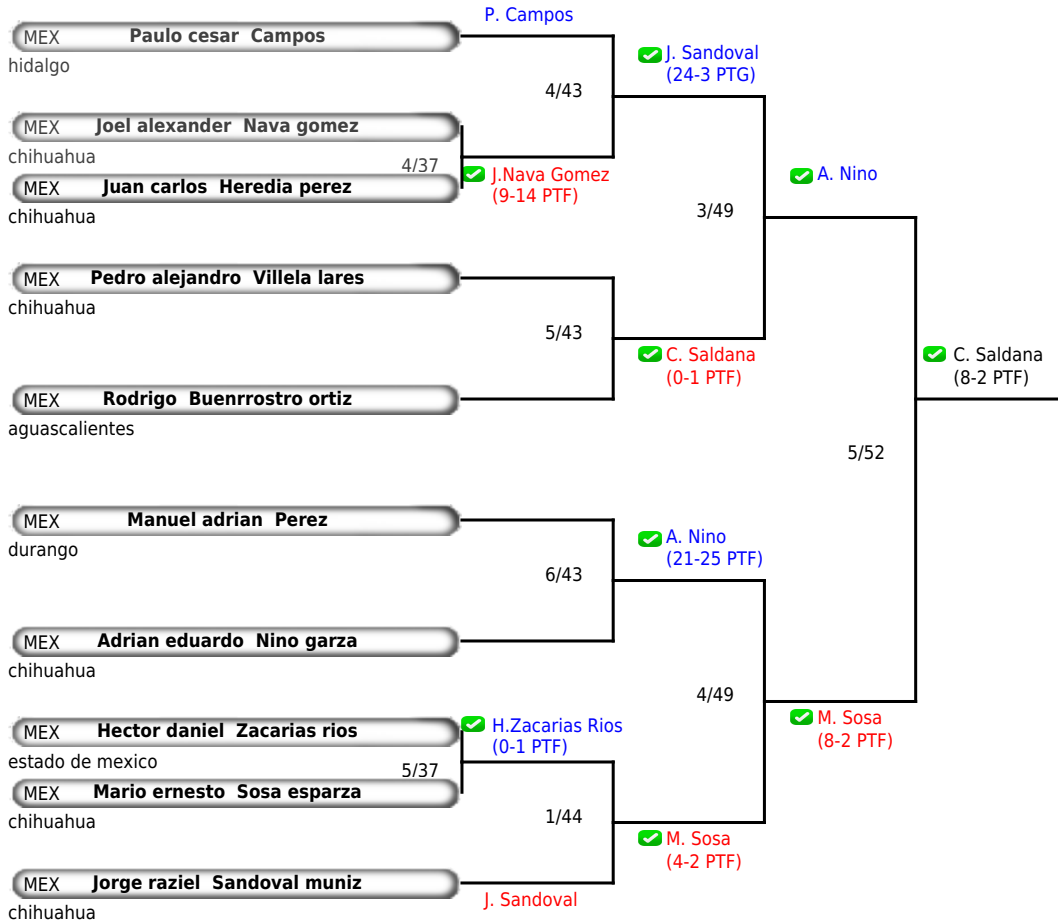 P. Campos
MEX Paulo cesar Campos
hidalgo
J. Sandoval
(24-3 PTG)
4/43
MEX Joel alexander Nava gomez
chihuahua
4/37
J.Nava Gomez
(9-14 PTF)
MEX Juan carlos Heredia perez
chihuahua
A. Nino
3/49
MEX Pedro alejandro Villela lares
chihuahua
5/43
C. Saldana
(0-1 PTF)
C. Saldana
(8-2 PTF)
MEX Rodrigo Buenrrostro ortiz
aguascalientes
5/52
MEX Manuel adrian Perez
durango
A. Nino
(21-25 PTF)
6/43
MEX Adrian eduardo Nino garza
chihuahua
4/49
MEX Hector daniel Zacarias rios
estado de mexico
H.Zacarias Rios
(0-1 PTF)
M. Sosa
(8-2 PTF)
5/37
MEX Mario ernesto Sosa esparza
chihuahua
1/44
M. Sosa
(4-2 PTF)
MEX Jorge raziel Sandoval muniz
chihuahua
J. Sandoval